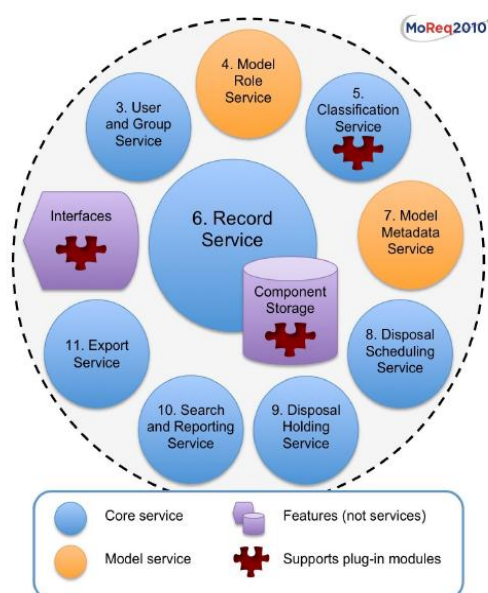 MoReq2010
4. Model
Role
Service
3. User
and Group
Service
5.
Classification
Service
Interfaces
6. Record
Service
7. Model
Metadata
Service
Component
Storage
11. Export
Service
8. Disposal
Scheduling
Service
10. Search
and Reporting
Service
9. Disposal
Holding
Service
Core service
Features (not services)
Model service
Supports plug-in modules